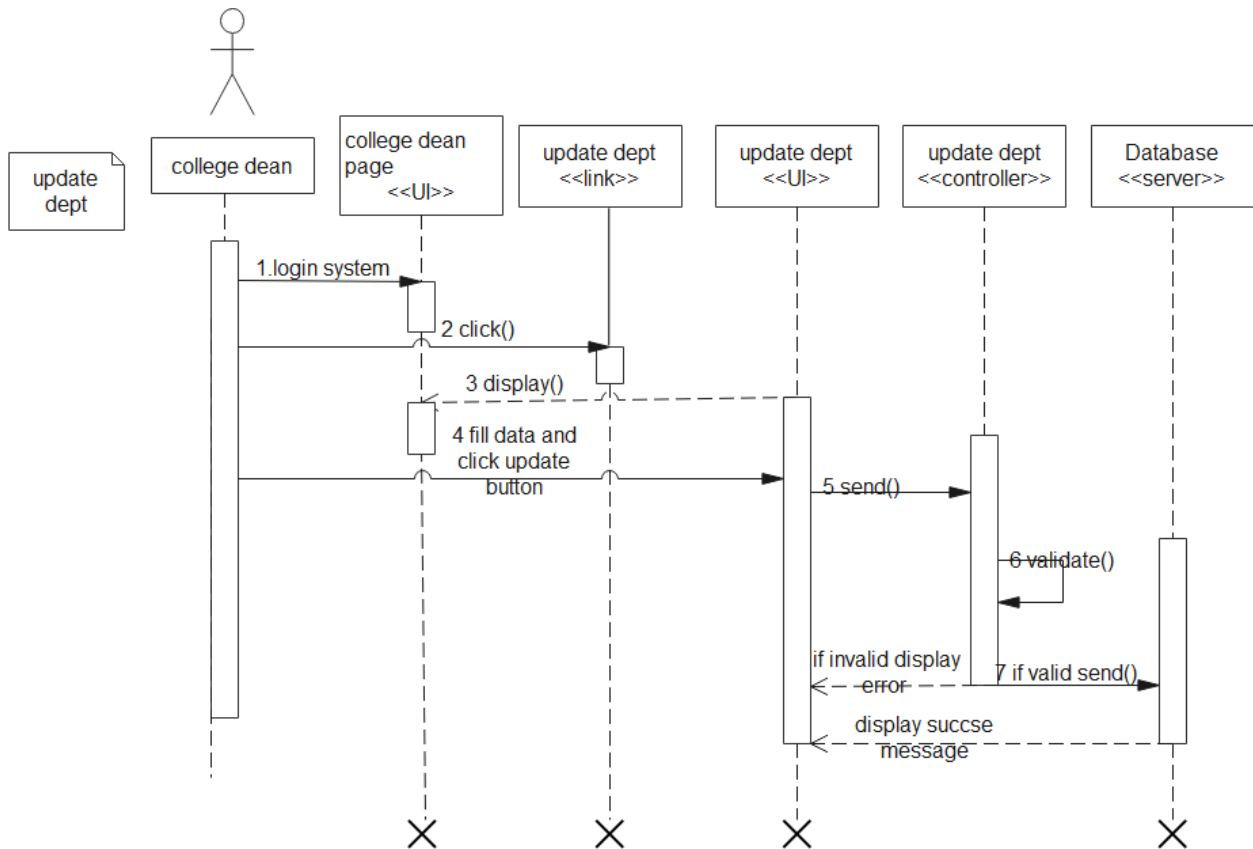 update
dept
college dean
college dean
page
<<UI>>
update dept
<<link>>
update dept
<<UI>>
update dept
<<controller>>
Database
<<server>>
1.login system
2 click()
3 display()
4 fill data and
click update
button
5 send()
6 validate()
if invalid display
error
7 if valid send()
display succse
message